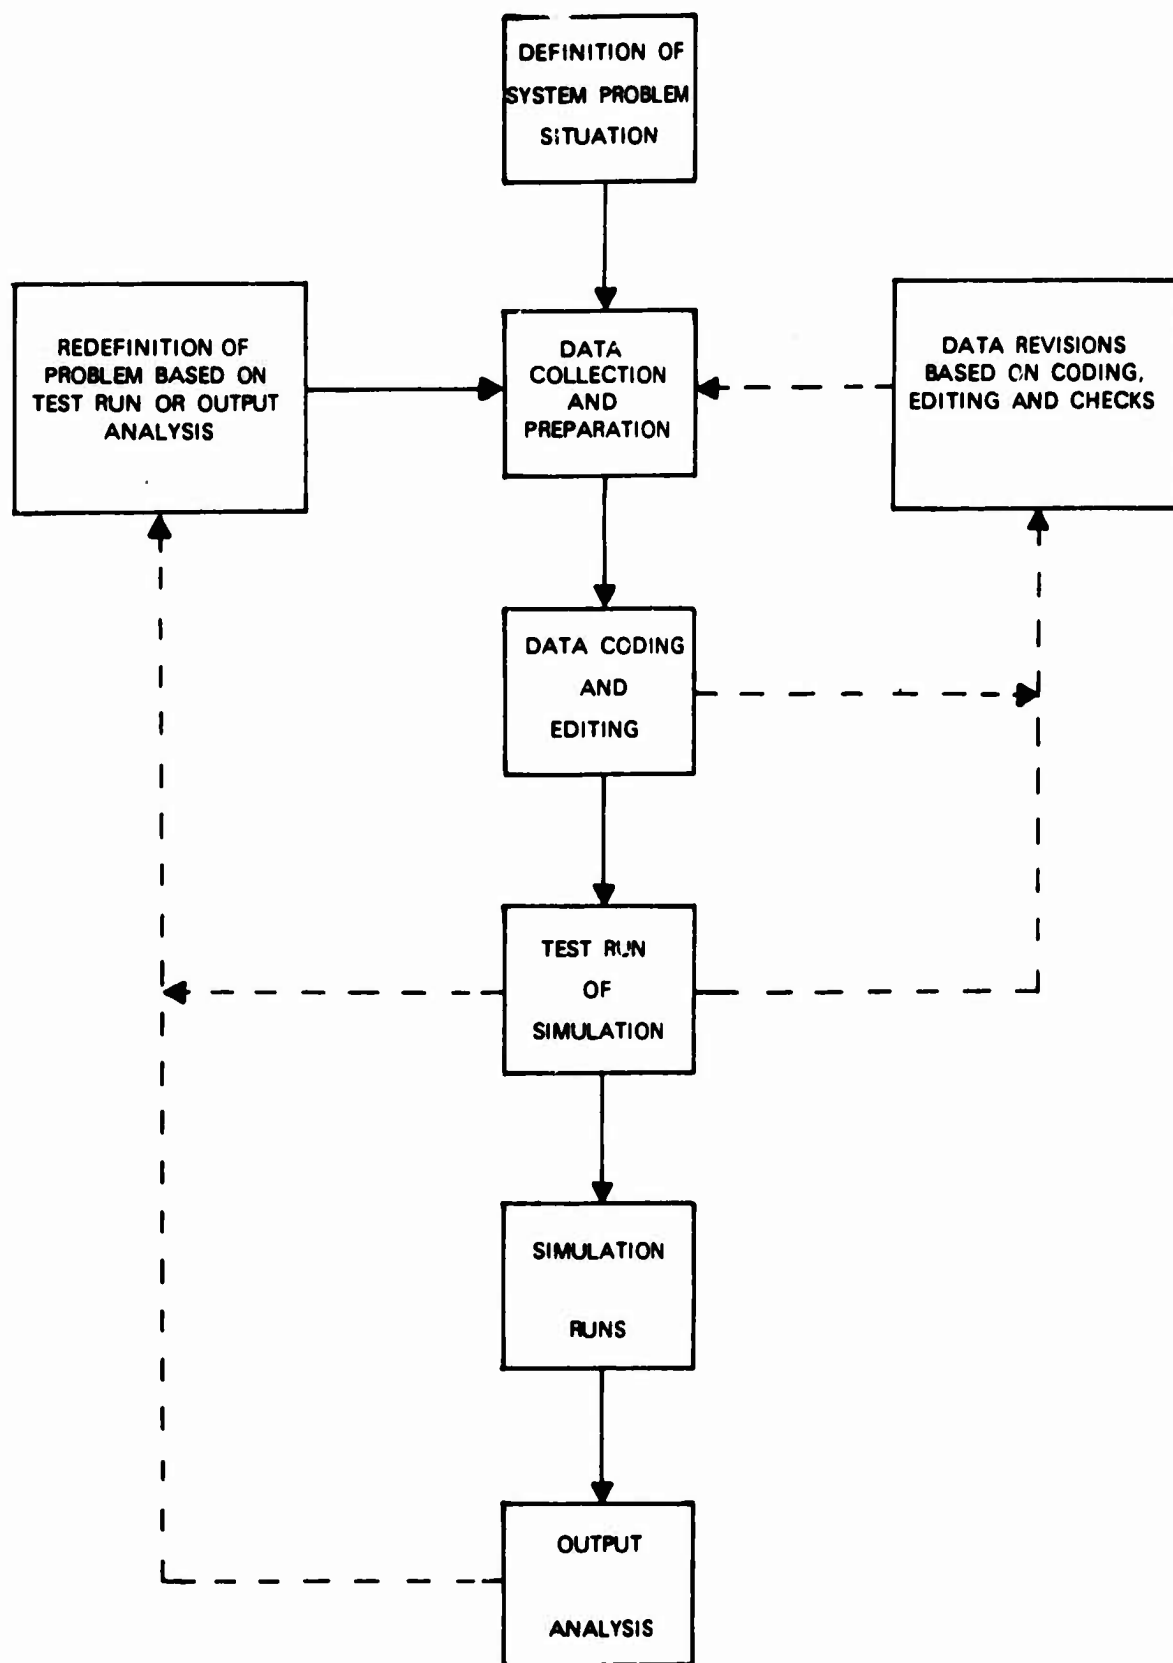 DEFINITION OF
SYSTEM PROBLEM
SITUATION
REDEFINITION OF
PROBLEM BASED ON
TEST RUN OR OUTPUT
ANALYSIS
DATA
COLLECTION
AND
PREPARATION
DATA REVISIONS
BASED ON CODING,
EDITING AND CHECKS
DATA CODING
AND
EDITING
TEST RUN
OF
SIMULATION
SIMULATION
RUNS
OUTPUT
ANALYSIS